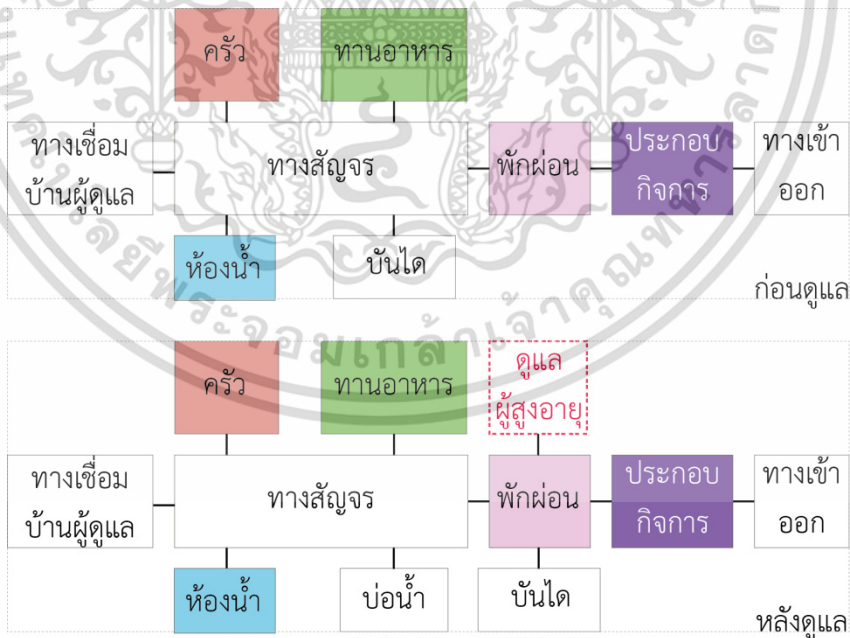 ครัว
ทานอาหาร
ทางเชื่อม
บ้านผู้ดูแล
ทางสัญจร
พักผ่อน
ประกอบ
กิจการ
ทางเข้า
ออก
ห้องน้ำ
บันได
ก่อนดูแล
ครัว
ทานอาหาร
ดูแล
ผู้สูงอายุ
ทางเชื่อม
บ้านผู้ดูแล
ทางสัญจร
พักผ่อน
ประกอบ
กิจการ
ทางเข้า
ออก
ห้องน้ำ
บ่อน้ำ
บันได
หลังดูแล